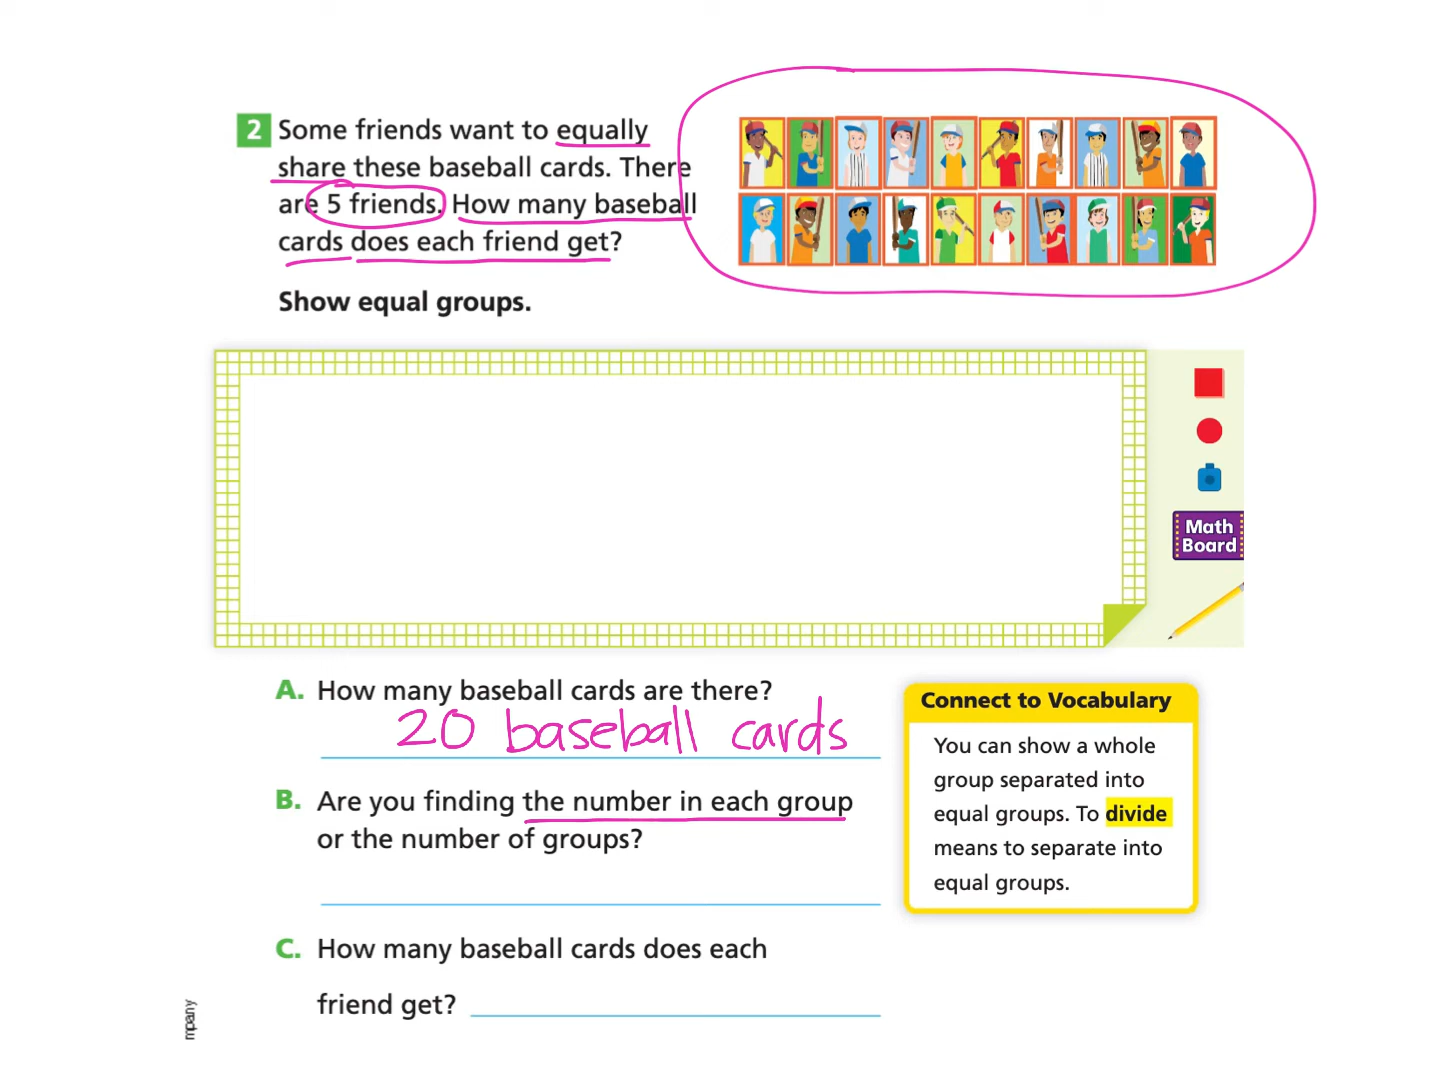 2 Some friends want to equally
share these baseball cards. There
are 5 friends. How many baseball
cards does each friend get?
Show equal groups.
Math
Board
A. How many baseball cards are there?
20 baseball cards
B. Are you finding the number in each group
or the number of groups?
C. How many baseball cards does each
friend get?
Connect to Vocabulary
You can show a whole
group separated into
equal groups. To divide
means to separate into
equal groups.
mpany